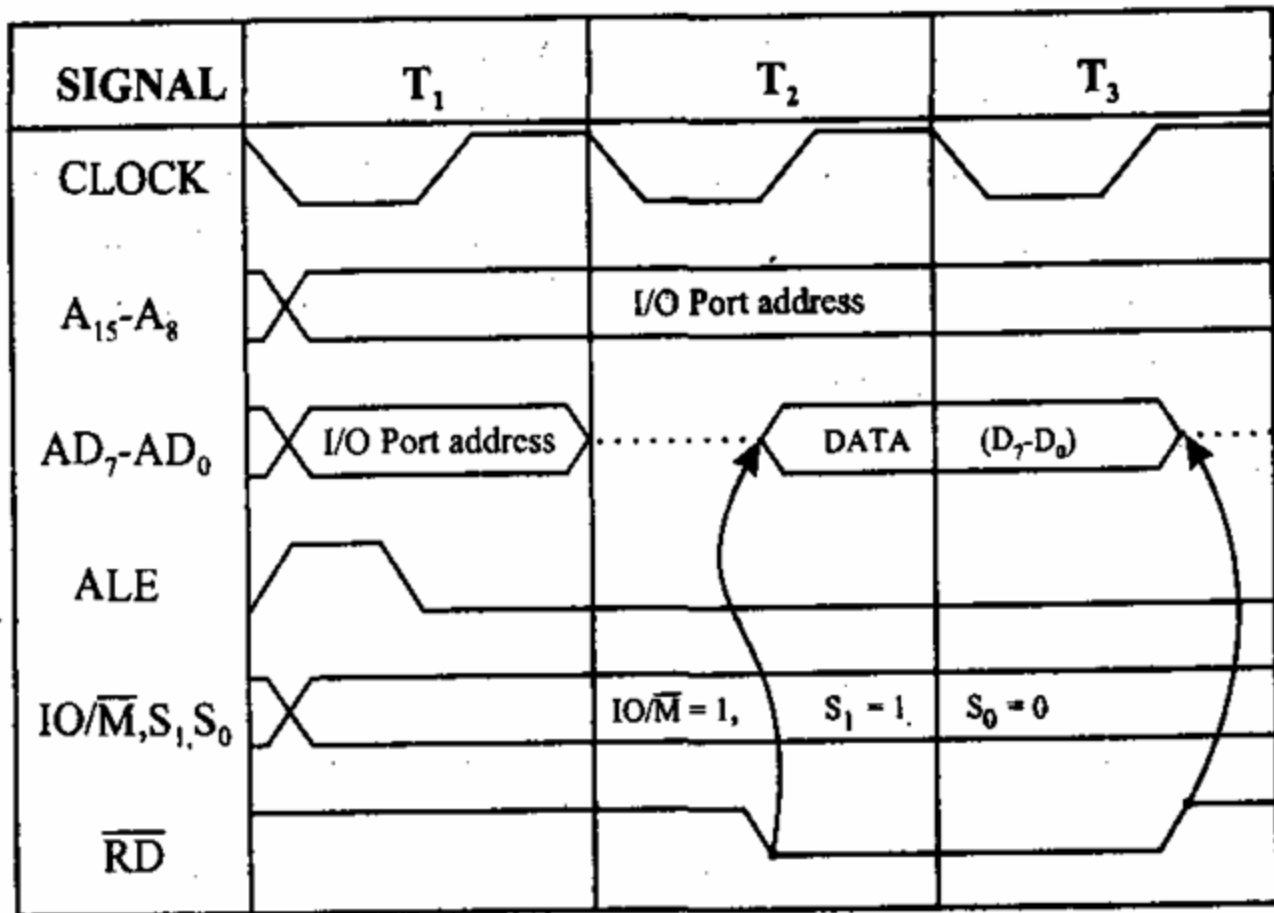 SIGNAL T₁ T₂ T₃
CLOCK
A₁₅-A₈ I/O Port address
AD₇-AD₀ I/O Port address DATA (D₇-D₀)
ALE
IO/M̅,S₁,S₀ IO/M̅ = 1, S₁ = 1 S₀ = 0
R̅D̅